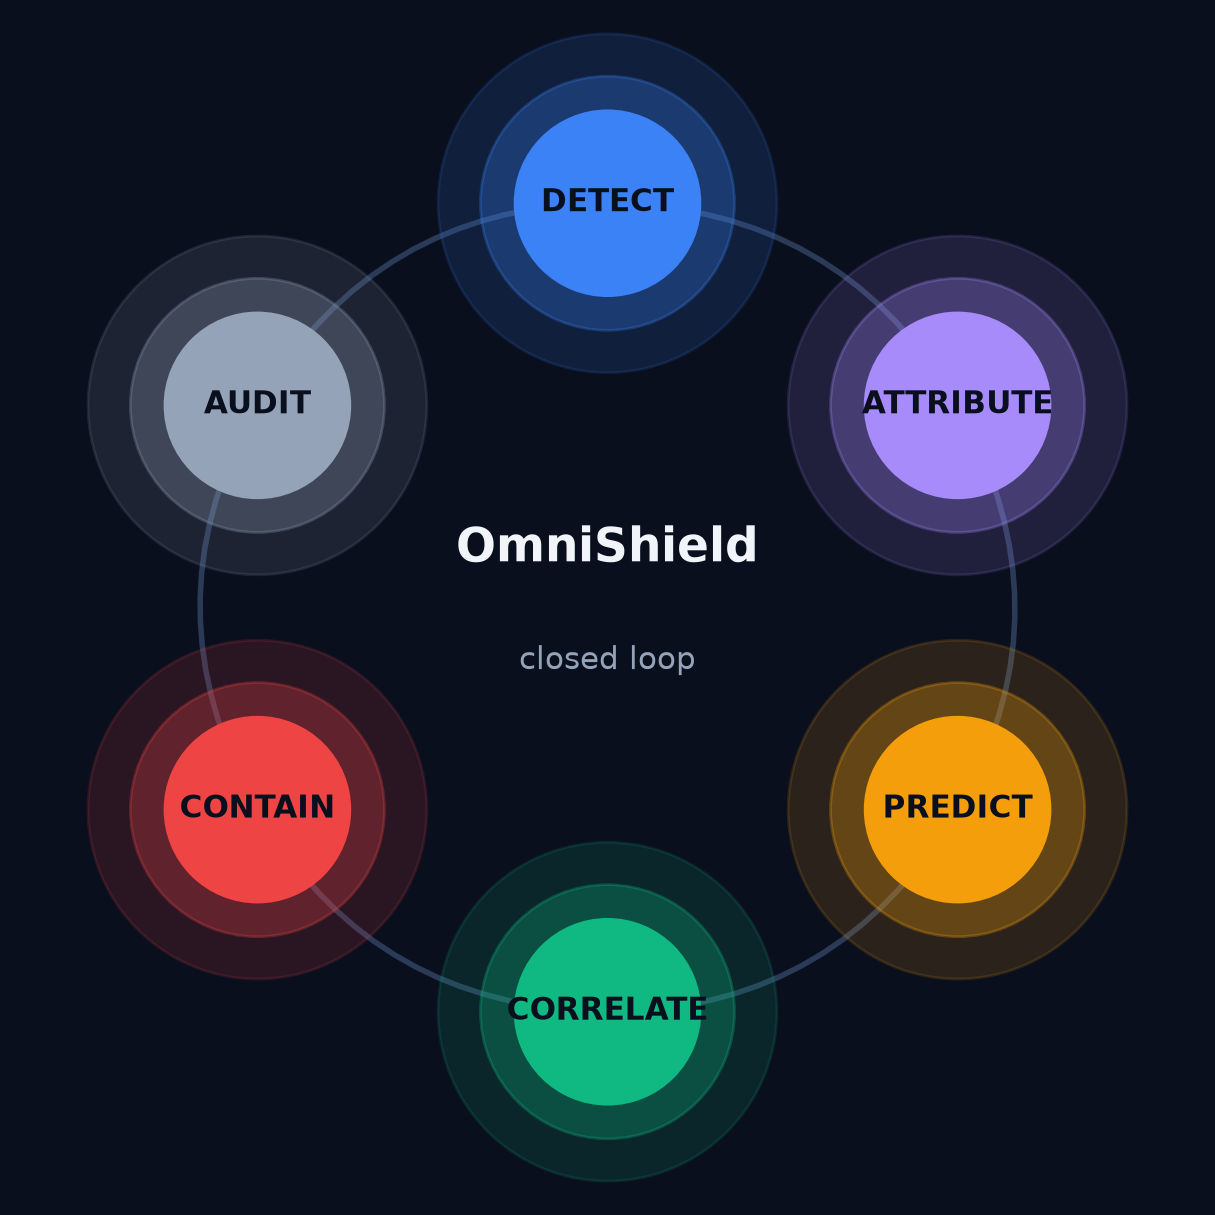 DETECT
AUDIT
ATTRIBUTE
OmniShield
closed loop
CONTAIN
PREDICT
CORRELATE